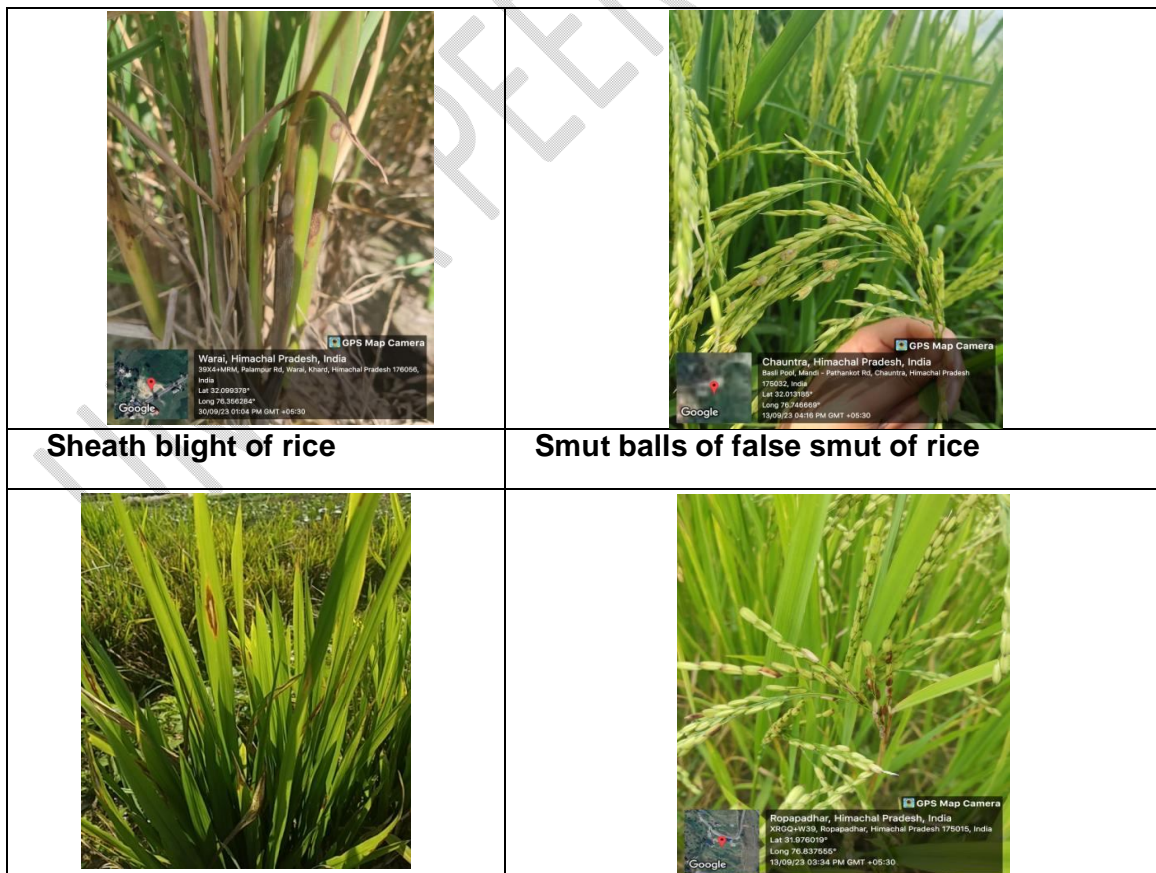 GPS Map Camera
Warai, Himachal Pradesh, India
39X4+MRM, Palampur Rd, Warai, Khard, Himachal Pradesh 176056,
India
Lat 32.099378°
Long 76.356284°
30/09/23 01:04 PM GMT +05:30
Google
GPS Map Camera
Chauntra, Himachal Pradesh, India
Basli Pool, Mandi - Pathankot Rd, Chauntra, Himachal Pradesh
175032, India
Lat 32.013185°
Long 76.746669°
13/09/23 04:16 PM GMT +05:30
Google
Sheath blight of rice
Smut balls of false smut of rice
GPS Map Camera
Ropapadhar, Himachal Pradesh, India
XRGQ+W39, Ropapadhar, Himachal Pradesh 175015, India
Lat 31.976019°
Long 76.837555°
13/09/23 03:34 PM GMT +05:30
Google